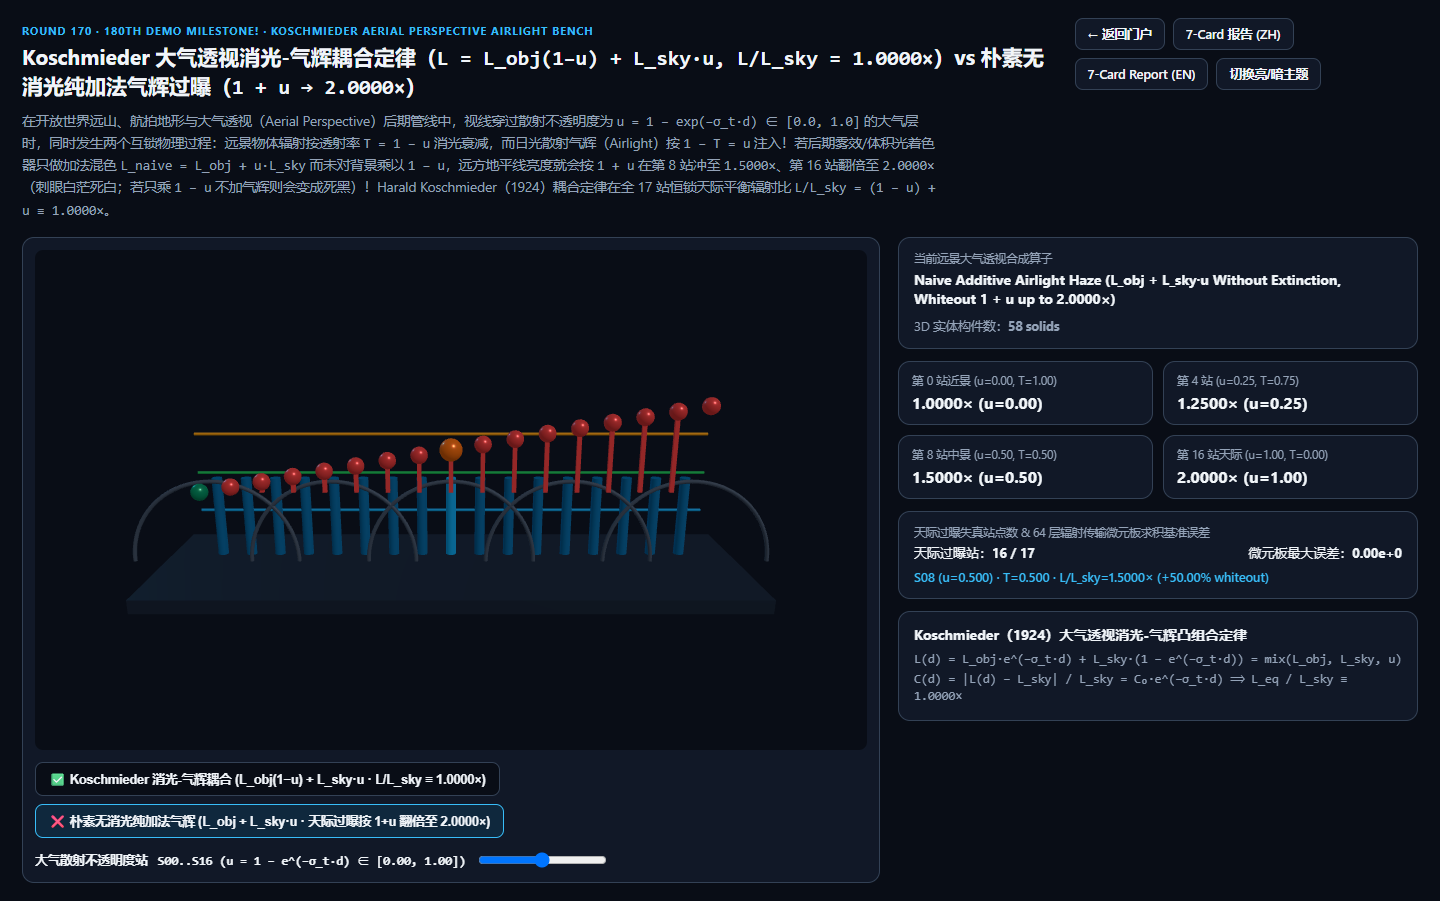 ROUND 170 · 180TH DEMO MILESTONE! · KOSCHMIEDER AERIAL PERSPECTIVE AIRLIGHT BENCH
Koschmieder 大气透视消光-气辉耦合定律（L = L_obj(1−u) + L_sky·u, L/L_sky = 1.0000×）vs 朴素无
消光纯加法气辉过曝（1 + u → 2.0000×）
在开放世界远山、航拍地形与大气透视（Aerial Perspective）后期管线中，视线穿过散射不透明度为 u = 1 − exp(−σ_t·d) ∈ [0.0, 1.0] 的大气层
时，同时发生两个互锁物理过程：远景物体辐射按透射率 T = 1 − u 消光衰减，而日光散射气辉（Airlight）按 1 − T = u 注入！若后期雾效/体积光着色
器只做加法混色 L_naive = L_obj + u·L_sky 而未对背景乘以 1 − u，远方地平线亮度就会按 1 + u 在第 8 站冲至 1.5000×、第 16 站翻倍至 2.0000×
（刺眼白茫死白；若只乘 1 − u 不加气辉则会变成死黑）！Harald Koschmieder（1924）耦合定律在全 17 站恒锁天际平衡辐射比 L/L_sky = (1 − u) +
u ≡ 1.0000×。
← 返回门户
7-Card 报告 (ZH)
7-Card Report (EN)
切换亮/暗主题
✅ Koschmieder 消光-气辉耦合 (L_obj(1−u) + L_sky·u · L/L_sky ≡ 1.0000×)
❌ 朴素无消光纯加法气辉 (L_obj + L_sky·u · 天际过曝按 1+u 翻倍至 2.0000×)
大气散射不透明度站 S00..S16 (u = 1 − e^(−σ_t·d) ∈ [0.00, 1.00])
当前远景大气透视合成算子
Naive Additive Airlight Haze (L_obj + L_sky·u Without Extinction,
Whiteout 1 + u up to 2.0000×)
3D 实体构件数：58 solids
第 0 站近景 (u=0.00, T=1.00)
1.0000× (u=0.00)
第 4 站 (u=0.25, T=0.75)
1.2500× (u=0.25)
第 8 站中景 (u=0.50, T=0.50)
1.5000× (u=0.50)
第 16 站天际 (u=1.00, T=0.00)
2.0000× (u=1.00)
天际过曝失真站点数 & 64 层辐射传输微元板求积基准误差
天际过曝站：16 / 17
微元板最大误差：0.00e+0
S08 (u=0.500) · T=0.500 · L/L_sky=1.5000× (+50.00% whiteout)
Koschmieder（1924）大气透视消光-气辉凸组合定律
L(d) = L_obj·e^(−σ_t·d) + L_sky·(1 − e^(−σ_t·d)) = mix(L_obj, L_sky, u)
C(d) = |L(d) − L_sky| / L_sky = C₀·e^(−σ_t·d) ⟹ L_eq / L_sky ≡
1.0000×